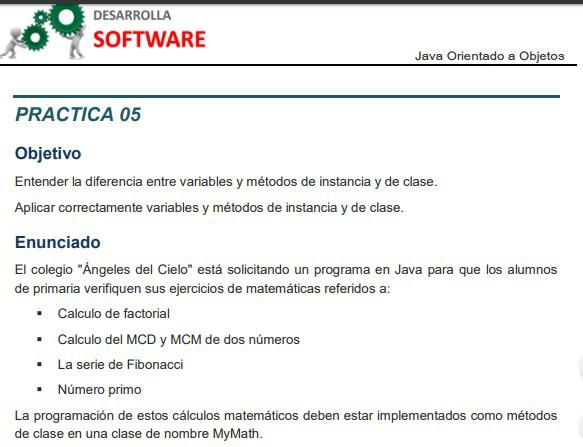 DESARROLLA
SOFTWARE
Java Orientado a Objetos
PRACTICA 05
Objetivo
Entender la diferencia entre variables y métodos de instancia y de clase.
Aplicar correctamente variables y métodos de instancia y de clase.
Enunciado
El colegio "Ángeles del Cielo" está solicitando un programa en Java para que los alumnos
de primaria verifiquen sus ejercicios de matemáticas referidos a:
▪ Calculo de factorial
▪ Calculo del MCD y MCM de dos números
▪ La serie de Fibonacci
▪ Número primo
La programación de estos cálculos matemáticos deben estar implementados como métodos
de clase en una clase de nombre MyMath.